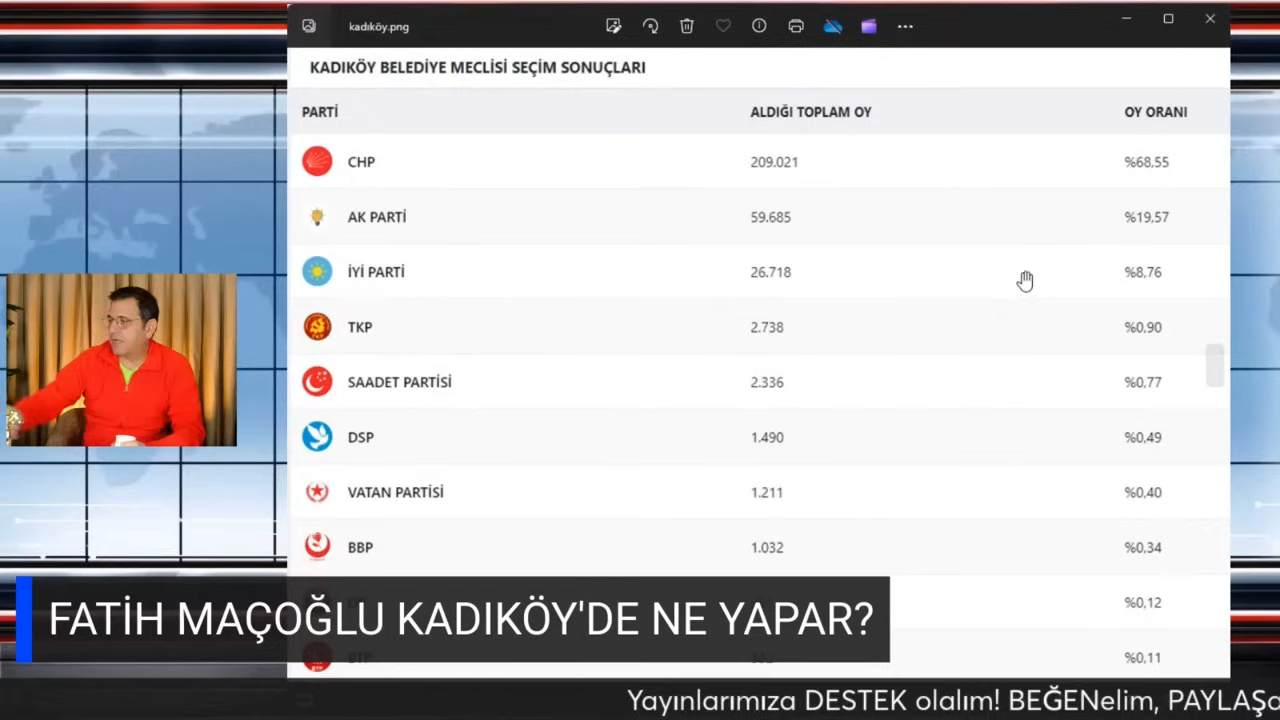 kadıköy.png
KADIKÖY BELEDİYE MECLİSİ SEÇİM SONUÇLARI
PARTİ ALDIĞI TOPLAM OY OY ORANI
CHP 209.021 %68,55
AK PARTİ 59.685 %19,57
İYİ PARTİ 26.718 %8,76
TKP 2.738 %0,90
SAADET PARTİSİ 2.336 %0,77
DSP 1.490 %0,49
VATAN PARTİSİ 1.211 %0,40
BBP 1.032 %0,34
%0,12
BTP %0,11
FATİH MAÇOĞLU KADIKÖY'DE NE YAPAR?
Yayınlarımıza DESTEK olalım! BEĞENelim, PAYLAŞa